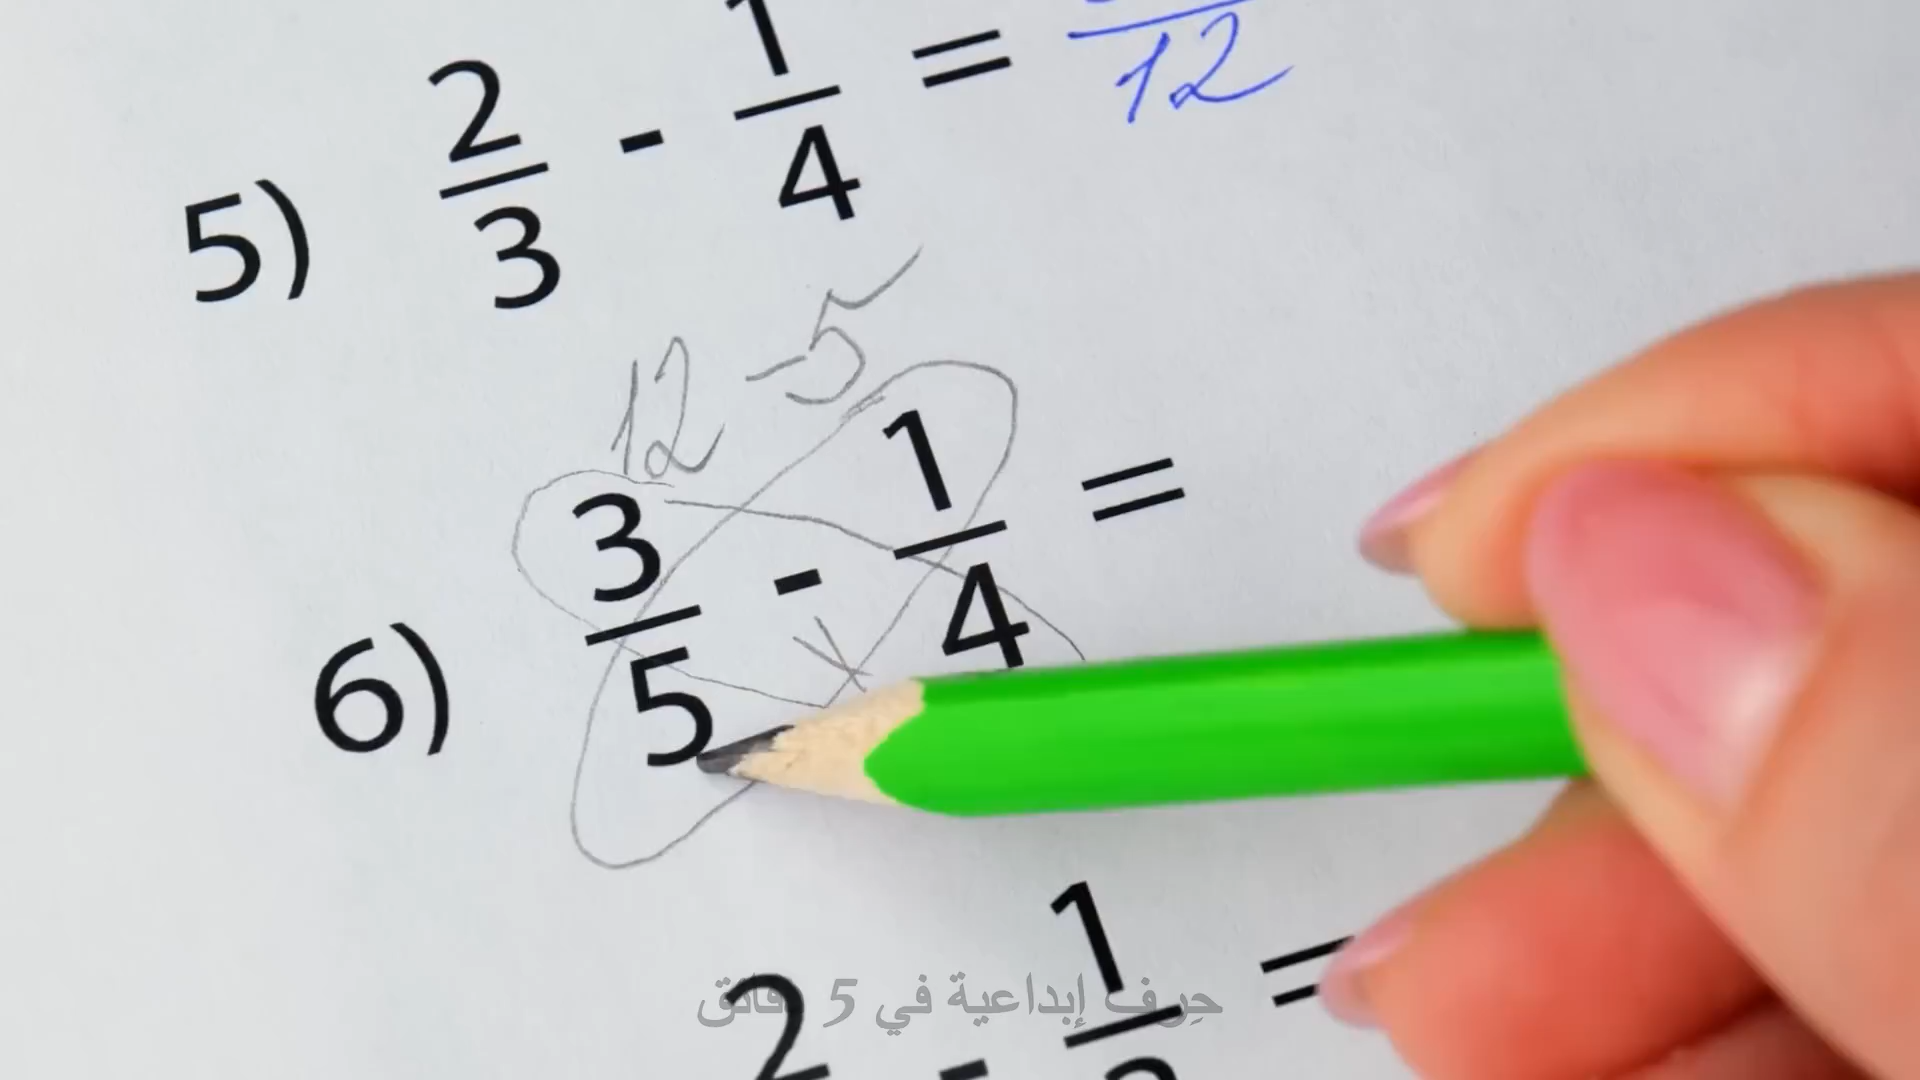 5) 2/3 - 1/4 = /12
12 - 5
6) 3/5 - 1/4 =
2 - 1 =
حِرف إبداعية في 5 دقائق